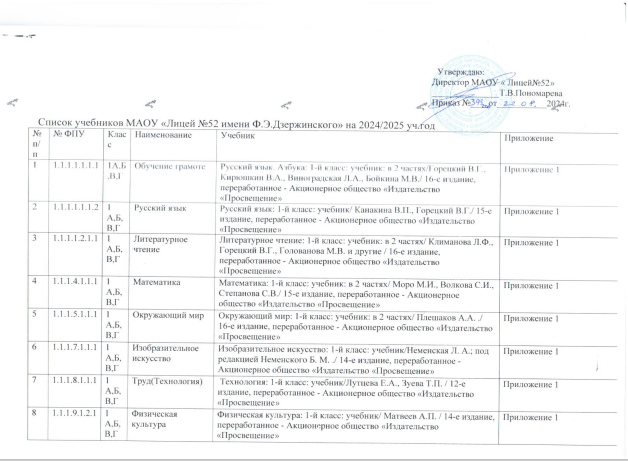 Утверждаю:
Директор МАОУ « Лицей№52»
Т.В.Пономарева
Приказ № от 2024г.
Список учебников МАОУ «Лицей №52 имени Ф.Э.Дзержинского» на 2024/2025 уч.год
№ п/п № ФПУ Класс Наименование Учебник Приложение
1 1.1.1.1.1.1.1 1А,Б,В,Г Обучение грамоте Русский язык. Азбука: 1-й класс: учебник: в 2 частях/Горецкий В.Г.,
Кирюшкин В.А., Виноградская Л.А., Бойкина М.В./ 16-е издание,
переработанное - Акционерное общество «Издательство
«Просвещение» Приложение 1
2 1.1.1.1.1.1.2 1 А,Б, В,Г Русский язык Русский язык: 1-й класс: учебник/ Канакина В.П., Горецкий В.Г./ 15-е
издание, переработанное - Акционерное общество «Издательство
«Просвещение» Приложение 1
3 1.1.1.1.2.1.1 1 А,Б, В,Г Литературное чтение Литературное чтение: 1-й класс: учебник: в 2 частях/ Климанова Л.Ф.,
Горецкий В.Г., Голованова М.В. и другие / 16-е издание,
переработанное - Акционерное общество «Издательство
«Просвещение» Приложение 1
4 1.1.1.4.1.1.1 1 А,Б, В,Г Математика Математика: 1-й класс: учебник: в 2 частях/ Моро М.И., Волкова С.И.,
Степанова С.В./ 15-е издание, переработанное - Акционерное
общество «Издательство «Просвещение» Приложение 1
5 1.1.1.5.1.1.1 1 А,Б, В,Г Окружающий мир Окружающий мир: 1-й класс: учебник: в 2 частях/ Плешаков А.А. ./
16-е издание, переработанное - Акционерное общество «Издательство
«Просвещение» Приложение 1
6 1.1.1.7.1.1.1 1 А,Б, В,Г Изобразительное искусство Изобразительное искусство: 1-й класс: учебник/Неменская Л. А.; под
редакцией Неменского Б. М. ./ 14-е издание, переработанное -
Акционерное общество «Издательство «Просвещение» Приложение 1
7 1.1.1.8.1.1.1 1 А,Б, В,Г Труд(Технология) Технология: 1-й класс: учебник/Лутцева Е.А., Зуева Т.П. / 12-е
издание, переработанное - Акционерное общество «Издательство
«Просвещение» Приложение 1
8 1.1.1.9.1.2.1 1 А,Б, В,Г Физическая культура Физическая культура: 1-й класс: учебник/ Матвеев А.П. / 14-е издание,
переработанное - Акционерное общество «Издательство
«Просвещение» Приложение 1